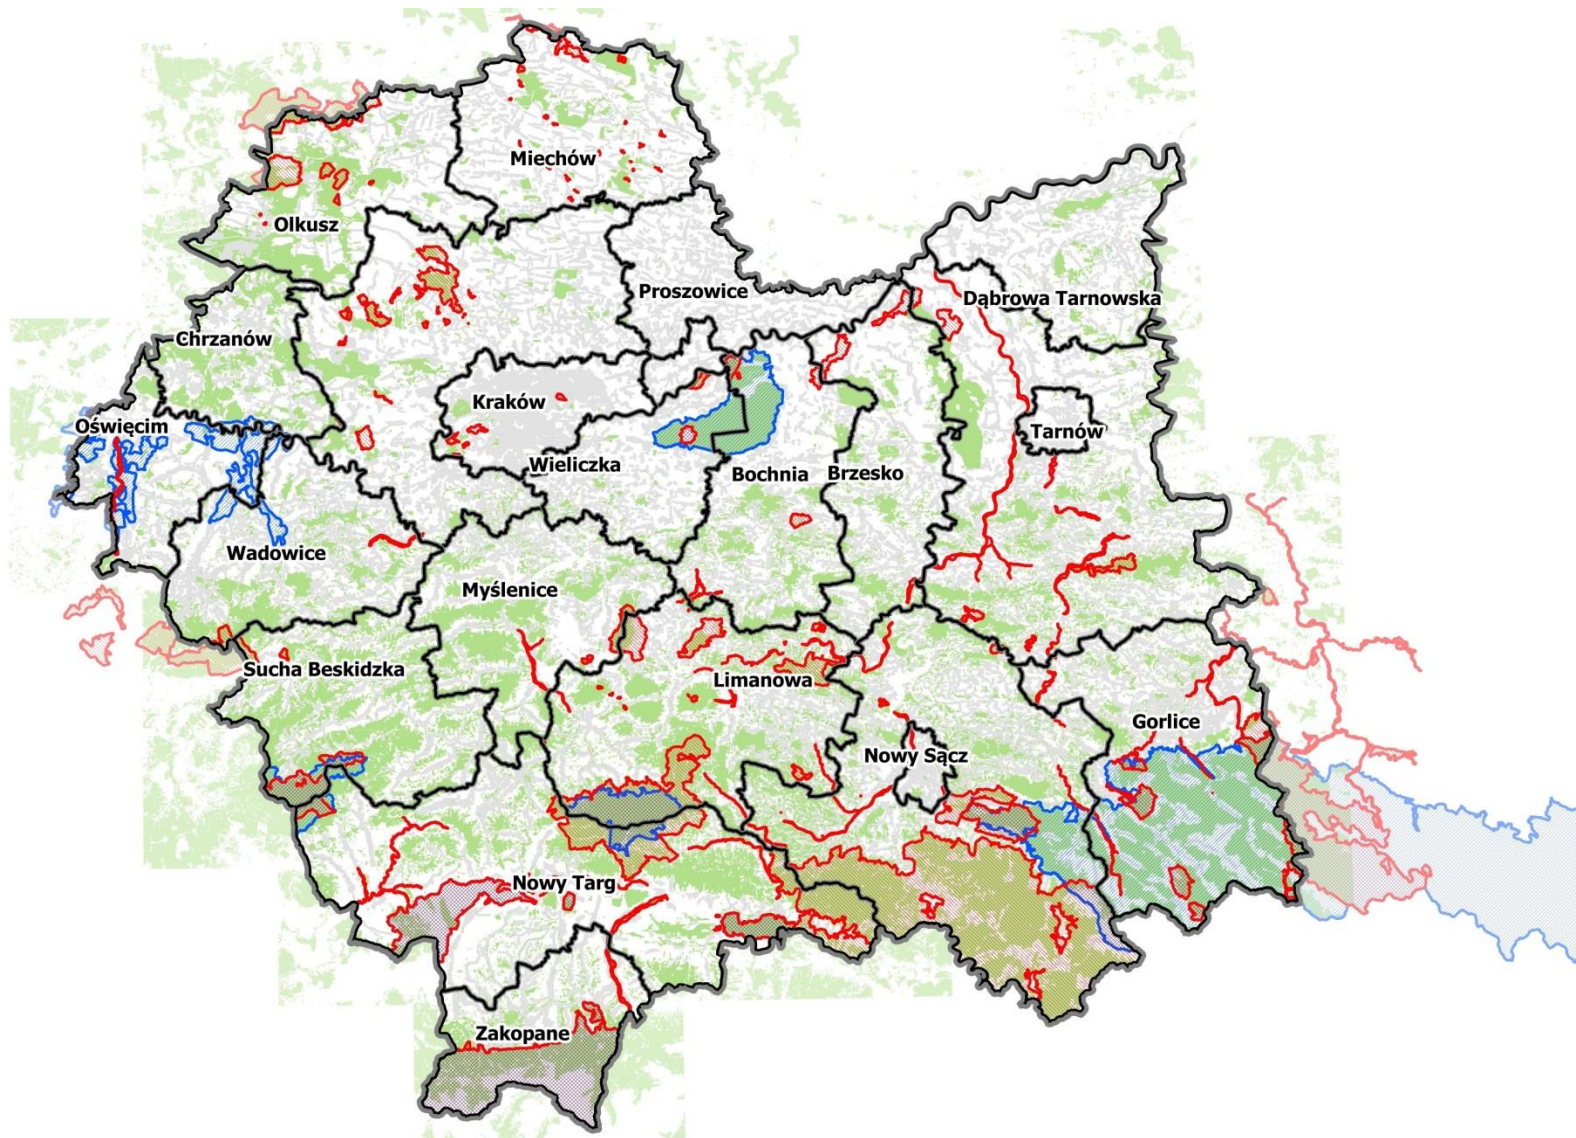 Miechów
Olkusz
Proszowice
Dąbrowa Tarnowska
Chrzanów
Kraków
Oświęcim
Tarnów
Wieliczka
Bochnia
Brzesko
Wadowice
Myślenice
Sucha Beskidzka
Limanowa
Gorlice
Nowy Sącz
Nowy Targ
Zakopane